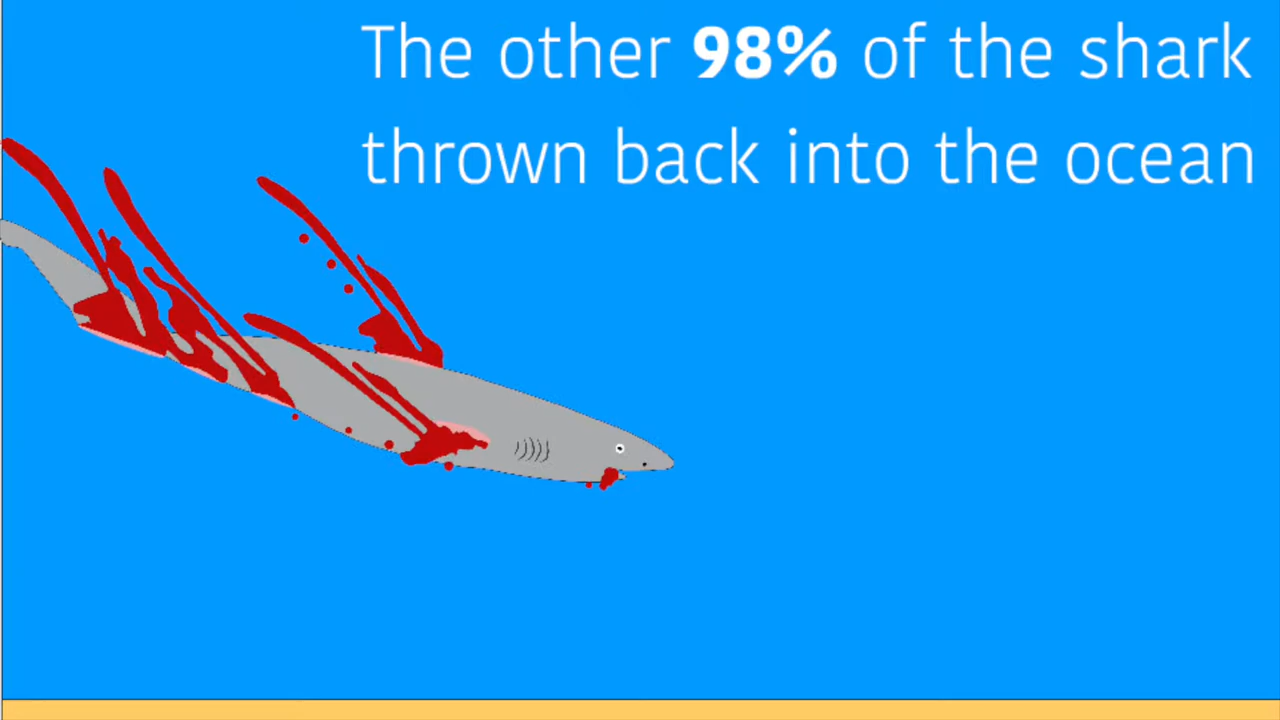 The other 98% of the shark
thrown back into the ocean